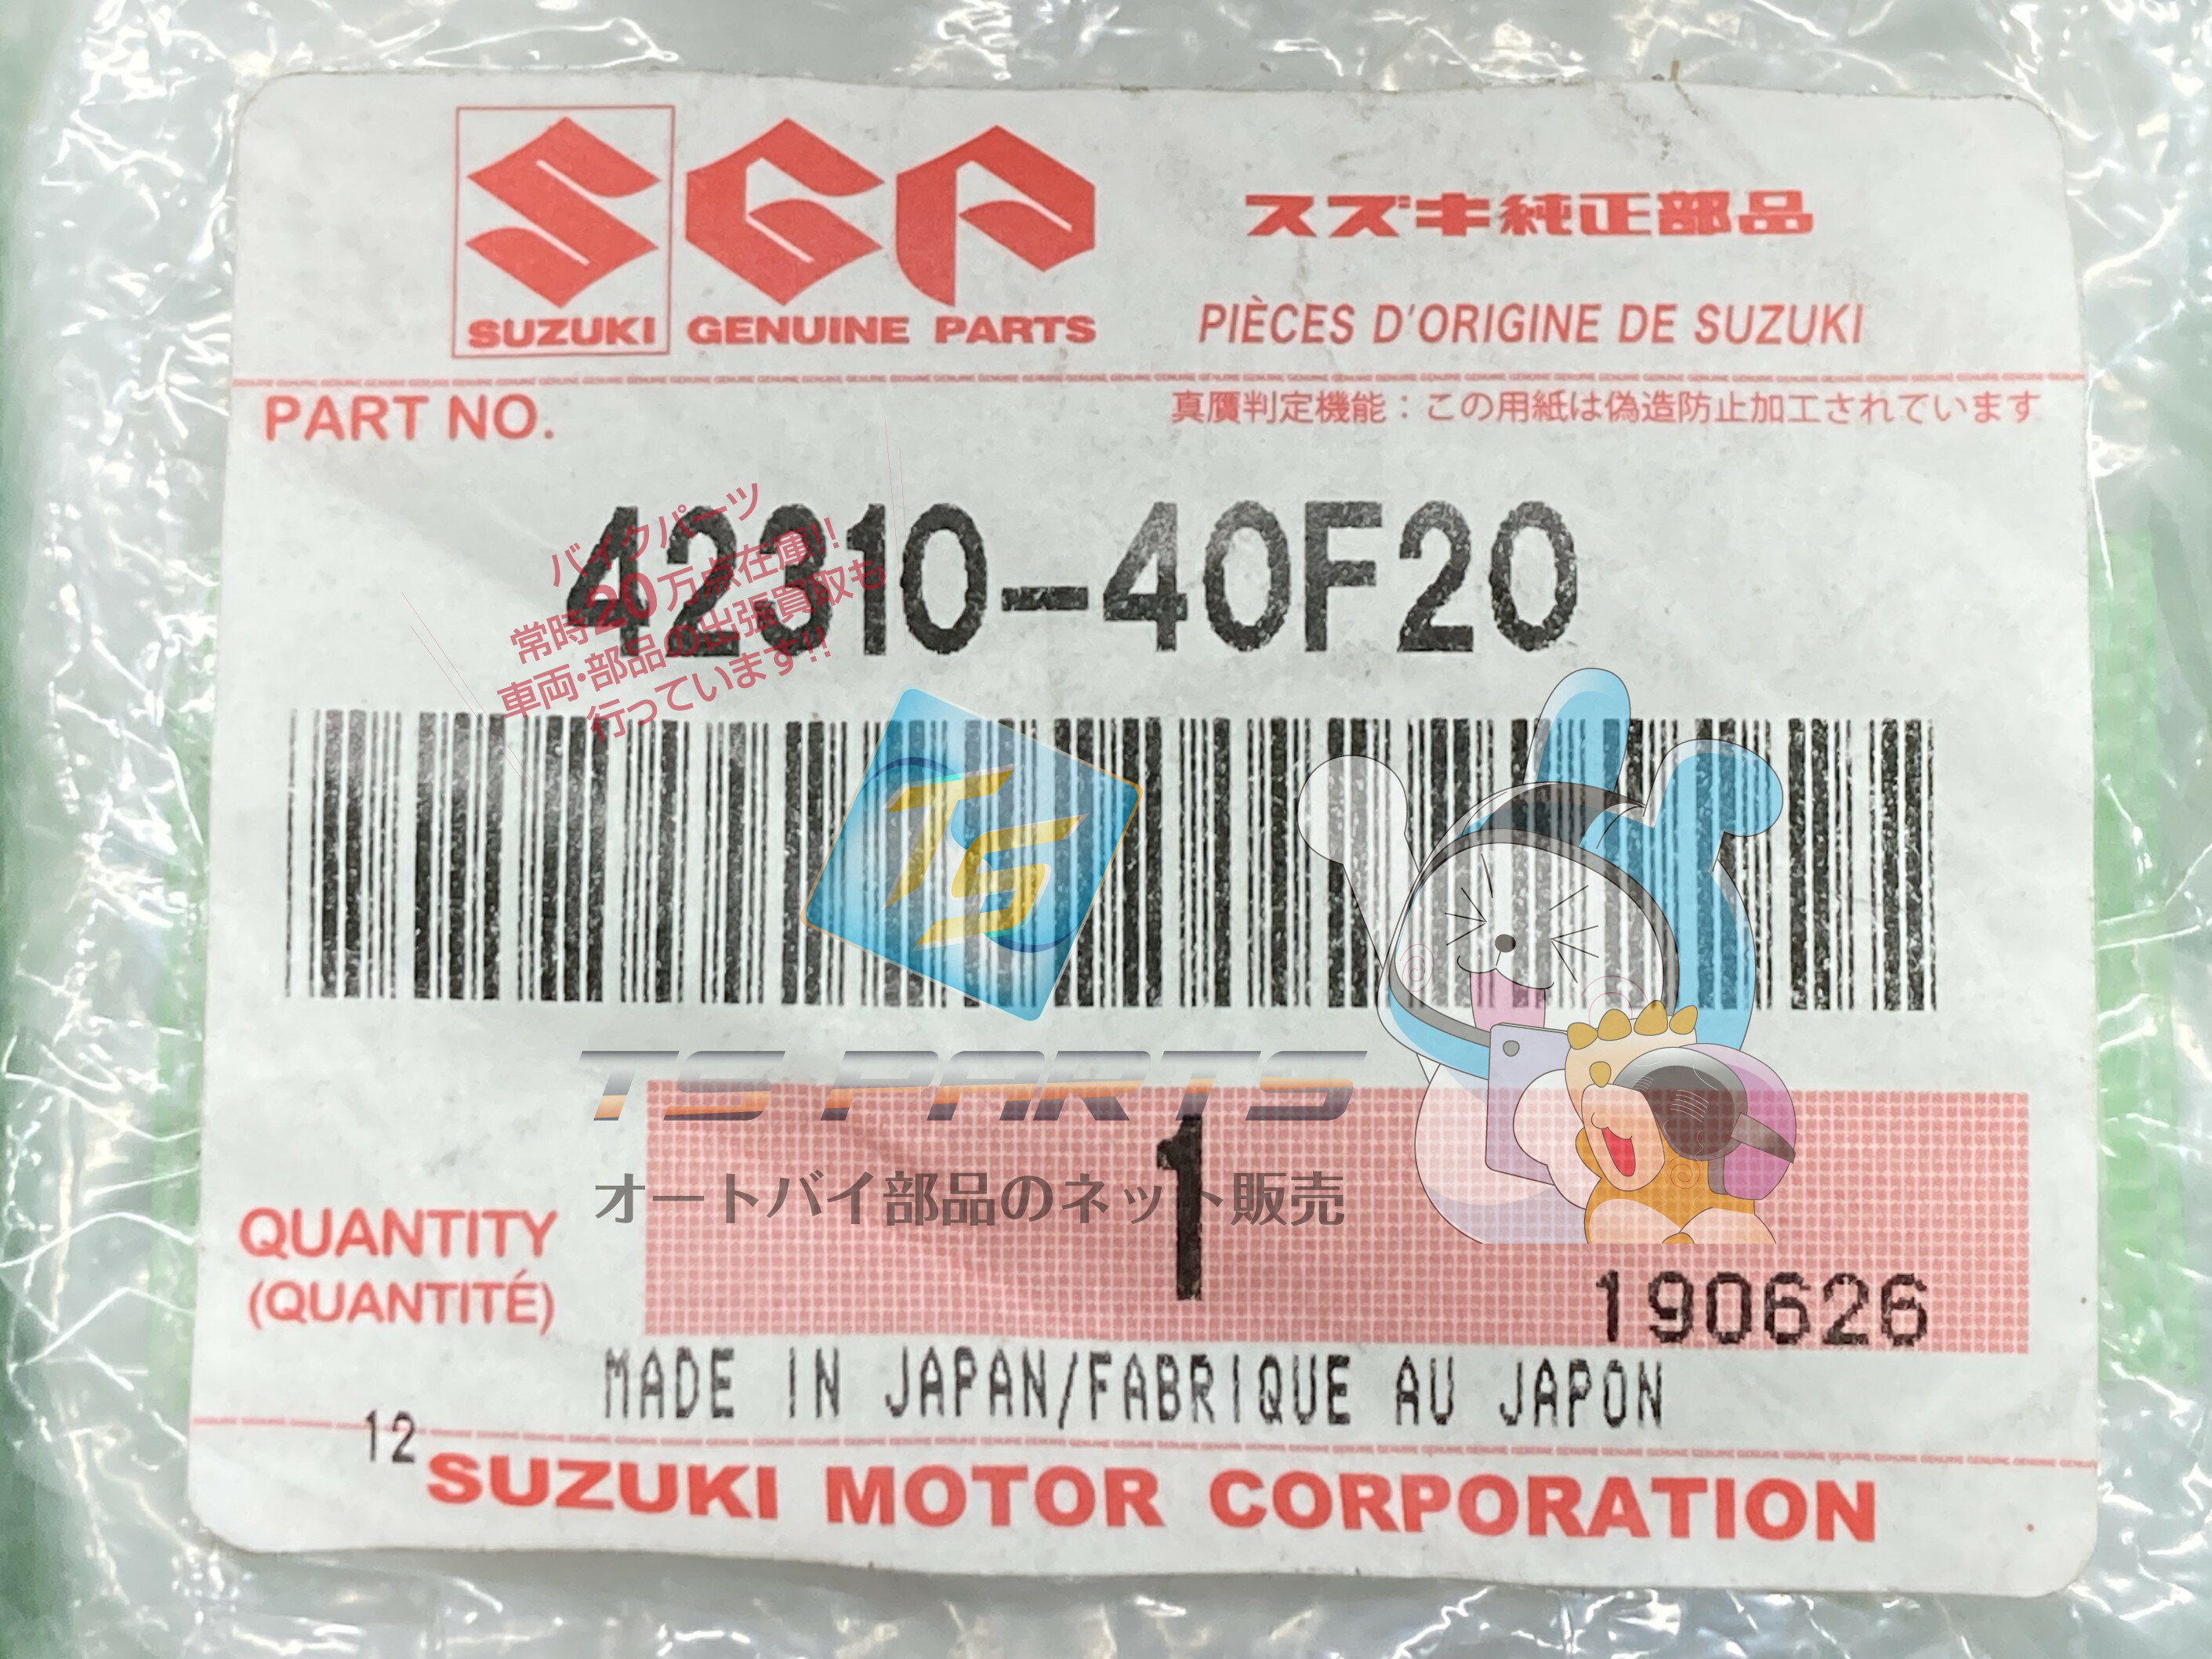 SGP
SUZUKI GENUINE PARTS
スズキ純正部品
PIÈCES D'ORIGINE DE SUZUKI
PART NO.
真贋判定機能：この用紙は偽造防止加工されています
42310-40F20
バイクパーツ
常時20万点在庫!!
車両・部品の出張買取も
行っています!!
TS
TS PARTS
オートバイ部品のネット販売
QUANTITY
(QUANTITÉ)
1
190626
MADE IN JAPAN/FABRIQUE AU JAPON
12
SUZUKI MOTOR CORPORATION